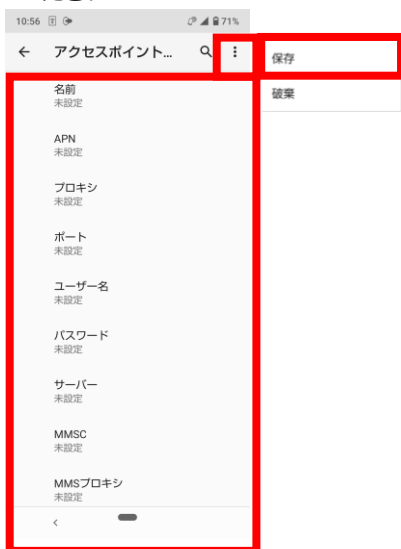 10:56 71%
アクセスポイント...
保存
破棄
名前
未設定
APN
未設定
プロキシ
未設定
ポート
未設定
ユーザー名
未設定
パスワード
未設定
サーバー
未設定
MMSC
未設定
MMSプロキシ
未設定